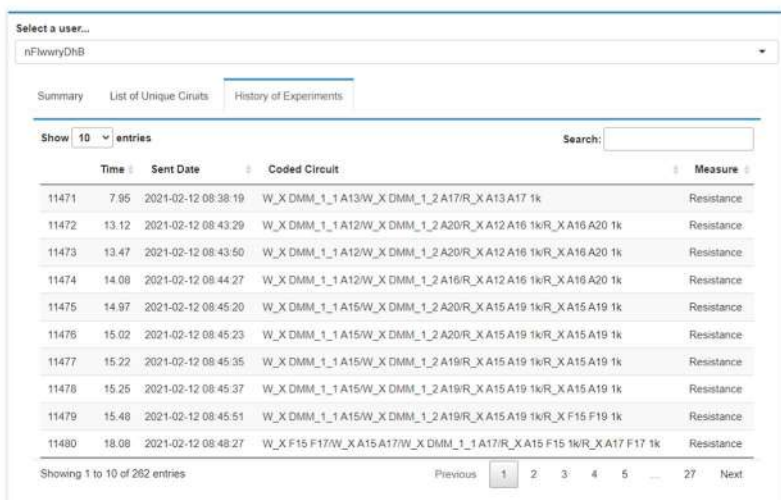 Select a user...
nFIwwryDhB
Summary List of Unique Ciruits History of Experiments
Show 10 entries Search:
Time Sent Date Coded Circuit Measure
11471 7.95 2021-02-12 08:38:19 W_X DMM_1_1 A13/W_X DMM_1_2 A17/R_X A13 A17 1k Resistance
11472 13.12 2021-02-12 08:43:29 W_X DMM_1_1 A12/W_X DMM_1_2 A20/R_X A12 A16 1k/R_X A16 A20 1k Resistance
11473 13.47 2021-02-12 08:43:50 W_X DMM_1_1 A12/W_X DMM_1_2 A20/R_X A12 A16 1k/R_X A16 A20 1k Resistance
11474 14.08 2021-02-12 08:44:27 W_X DMM_1_1 A12/W_X DMM_1_2 A16/R_X A12 A16 1k/R_X A16 A20 1k Resistance
11475 14.97 2021-02-12 08:45:20 W_X DMM_1_1 A15/W_X DMM_1_2 A20/R_X A15 A19 1k/R_X A15 A19 1k Resistance
11476 15.02 2021-02-12 08:45:23 W_X DMM_1_1 A15/W_X DMM_1_2 A20/R_X A15 A19 1k/R_X A15 A19 1k Resistance
11477 15.22 2021-02-12 08:45:35 W_X DMM_1_1 A15/W_X DMM_1_2 A19/R_X A15 A19 1k/R_X A15 A19 1k Resistance
11478 15.25 2021-02-12 08:45:37 W_X DMM_1_1 A15/W_X DMM_1_2 A19/R_X A15 A19 1k/R_X A15 A19 1k Resistance
11479 15.48 2021-02-12 08:45:51 W_X DMM_1_1 A15/W_X DMM_1_2 A19/R_X A15 A19 1k/R_X F15 F19 1k Resistance
11480 18.08 2021-02-12 08:48:27 W_X F15 F17/W_X A15 A17/W_X DMM_1_1 A17/R_X A15 F15 1k/R_X A17 F17 1k Resistance
Showing 1 to 10 of 262 entries Previous 1 2 3 4 5 ... 27 Next